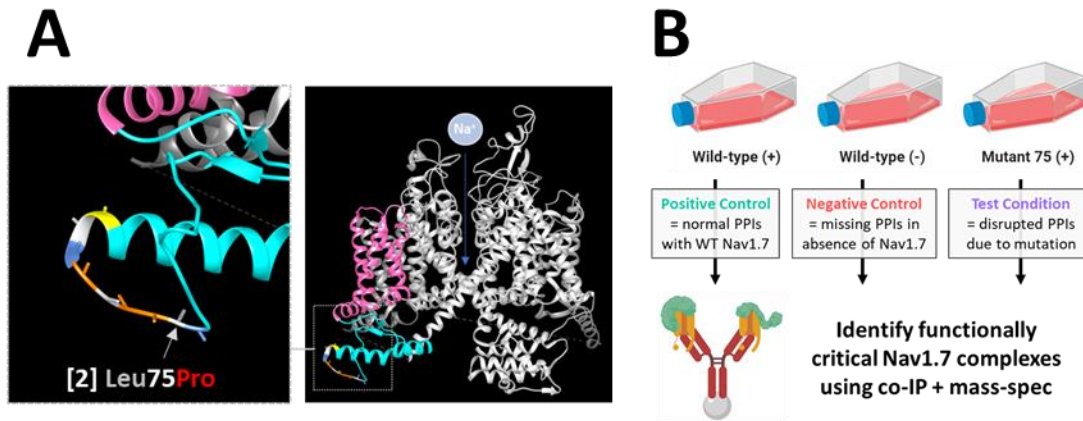 A
Na⁺
[2] Leu75Pro
B
Wild-type (+)
Wild-type (-)
Mutant 75 (+)
Positive Control
= normal PPIs
with WT Nav1.7
Negative Control
= missing PPIs in
absence of Nav1.7
Test Condition
= disrupted PPIs
due to mutation
Identify functionally
critical Nav1.7 complexes
using co-IP + mass-spec